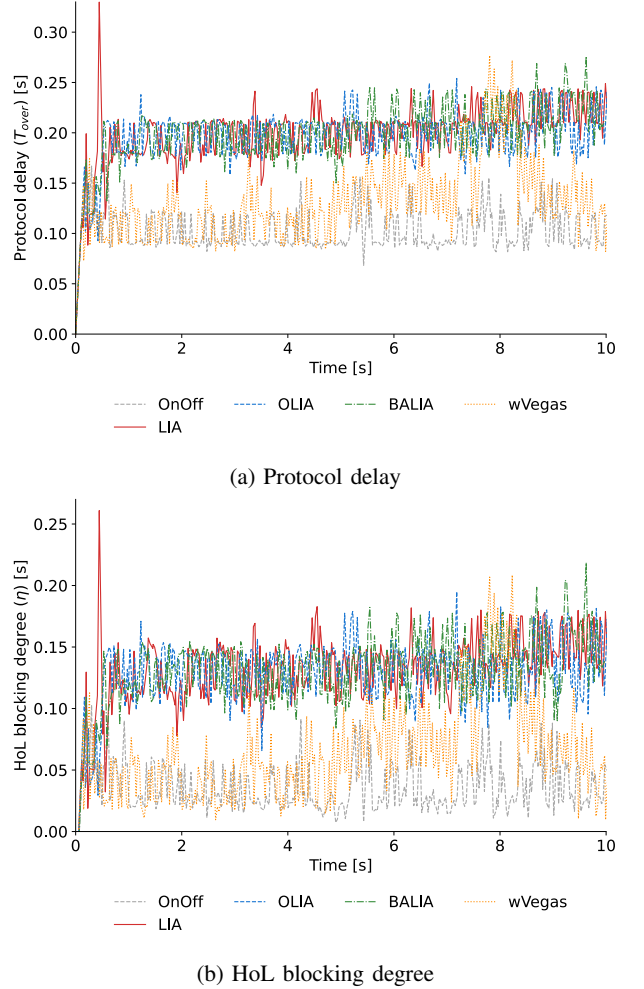 0.30
0.25
0.20
0.15
0.10
0.05
0.00
Protocol delay (T_over) [s]
0 2 4 6 8 10
Time [s]
OnOff OLIA BALIA wVegas
LIA
(a) Protocol delay
0.25
0.20
0.15
0.10
0.05
0.00
HoL blocking degree (η) [s]
0 2 4 6 8 10
Time [s]
OnOff OLIA BALIA wVegas
LIA
(b) HoL blocking degree